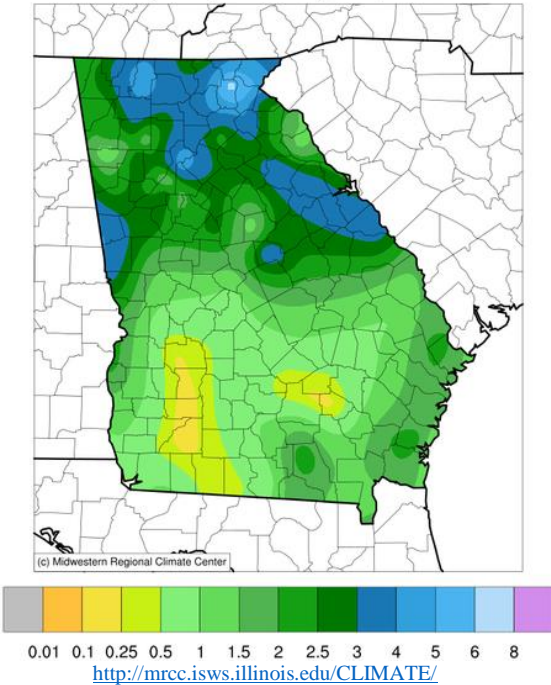 (c) Midwestern Regional Climate Center
0.01 0.1 0.25 0.5 1 1.5 2 2.5 3 4 5 6 8
http://mrcc.isws.illinois.edu/CLIMATE/